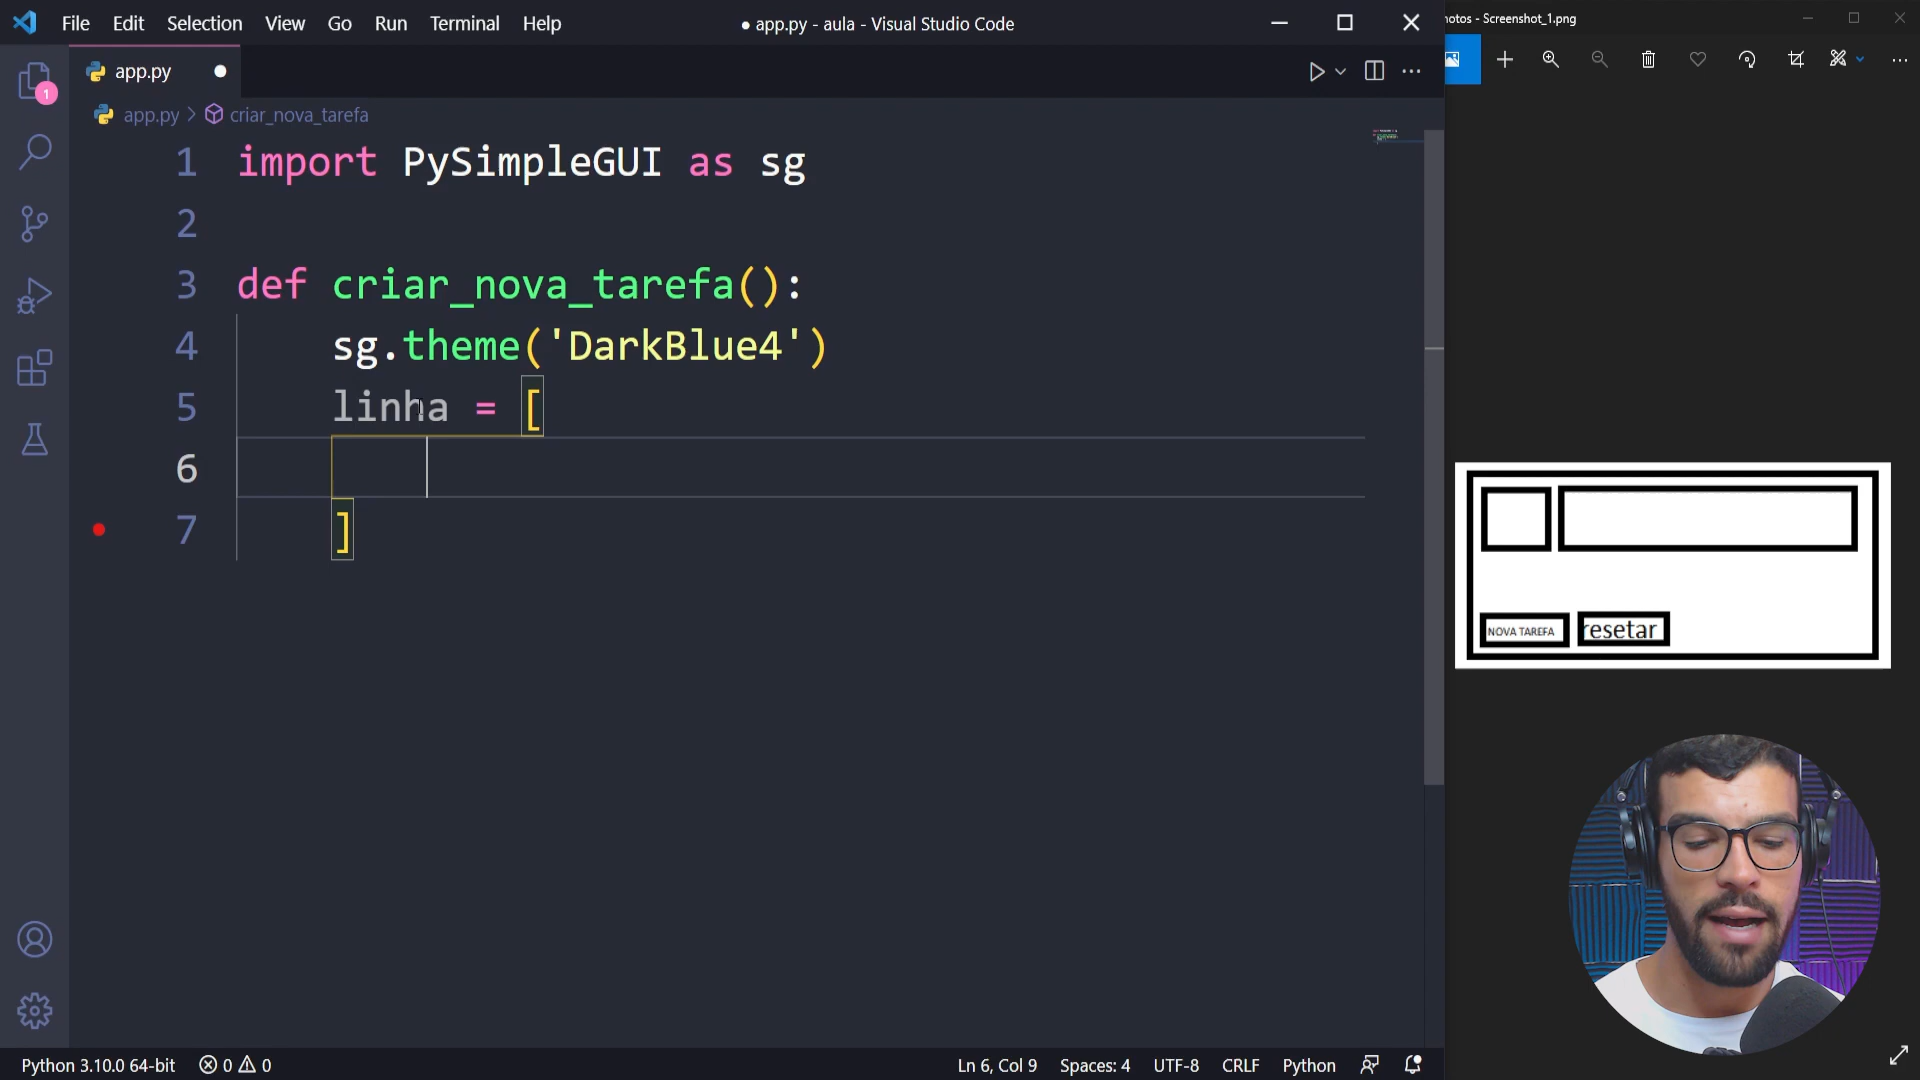 File Edit Selection View Go Run Terminal Help
● app.py - aula - Visual Studio Code
hotos - Screenshot_1.png
app.py
1
app.py > criar_nova_tarefa
1 import PySimpleGUI as sg
2
3 def criar_nova_tarefa():
4 sg.theme('DarkBlue4')
5 linha = [
6
7 ]
NOVA TAREFA resetar
Python 3.10.0 64-bit 0 0
Ln 6, Col 9 Spaces: 4 UTF-8 CRLF Python